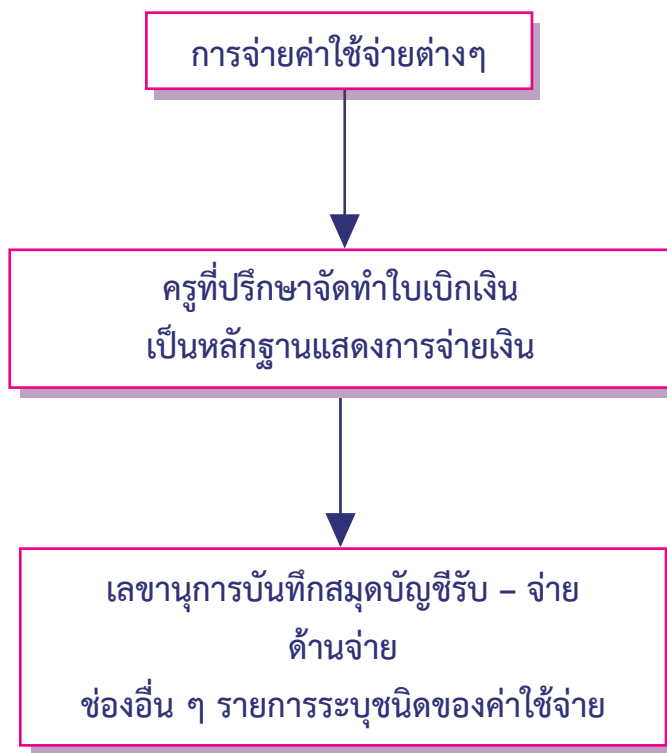 การจ่ายค่าใช้จ่ายต่างๆ
ครูที่ปรึกษาจัดทำใบเบิกเงิน
เป็นหลักฐานแสดงการจ่ายเงิน
เลขานุการบันทึกสมุดบัญชีรับ – จ่าย
ด้านจ่าย
ช่องอื่น ๆ รายการระบุชนิดของค่าใช้จ่าย